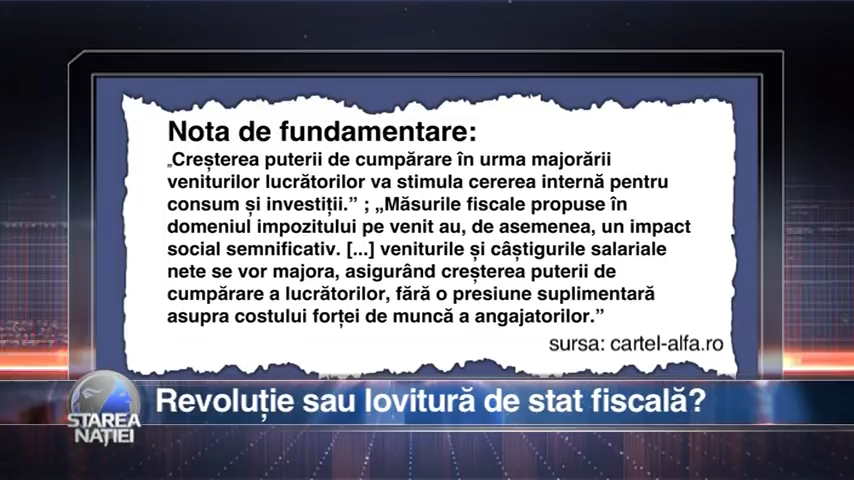 Nota de fundamentare:
„Creșterea puterii de cumpărare în urma majorării
veniturilor lucrătorilor va stimula cererea internă pentru
consum și investiții.” ; „Măsurile fiscale propuse în
domeniul impozitului pe venit au, de asemenea, un impact
social semnificativ. [...] veniturile și câștigurile salariale
nete se vor majora, asigurând creșterea puterii de
cumpărare a lucrătorilor, fără o presiune suplimentară
asupra costului forței de muncă a angajatorilor.”
sursa: cartel-alfa.ro
Revoluție sau lovitură de stat fiscală?
STAREA
NAȚIEI